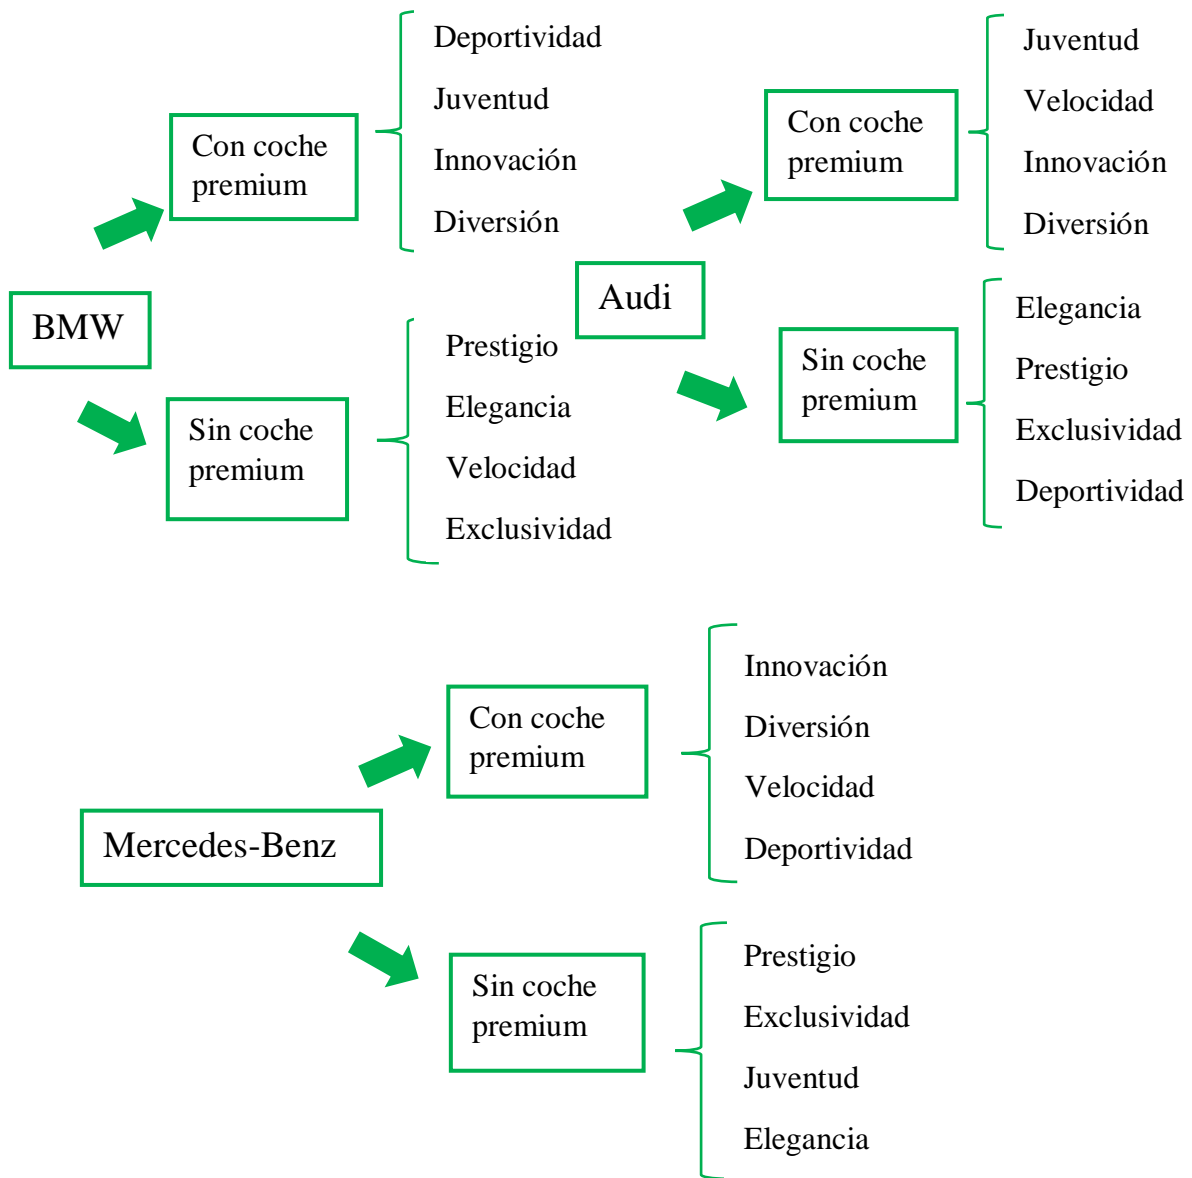 BMW
Con coche
premium
Deportividad
Juventud
Innovación
Diversión
Sin coche
premium
Prestigio
Elegancia
Velocidad
Exclusividad
Audi
Con coche
premium
Juventud
Velocidad
Innovación
Diversión
Sin coche
premium
Elegancia
Prestigio
Exclusividad
Deportividad
Mercedes-Benz
Con coche
premium
Innovación
Diversión
Velocidad
Deportividad
Sin coche
premium
Prestigio
Exclusividad
Juventud
Elegancia